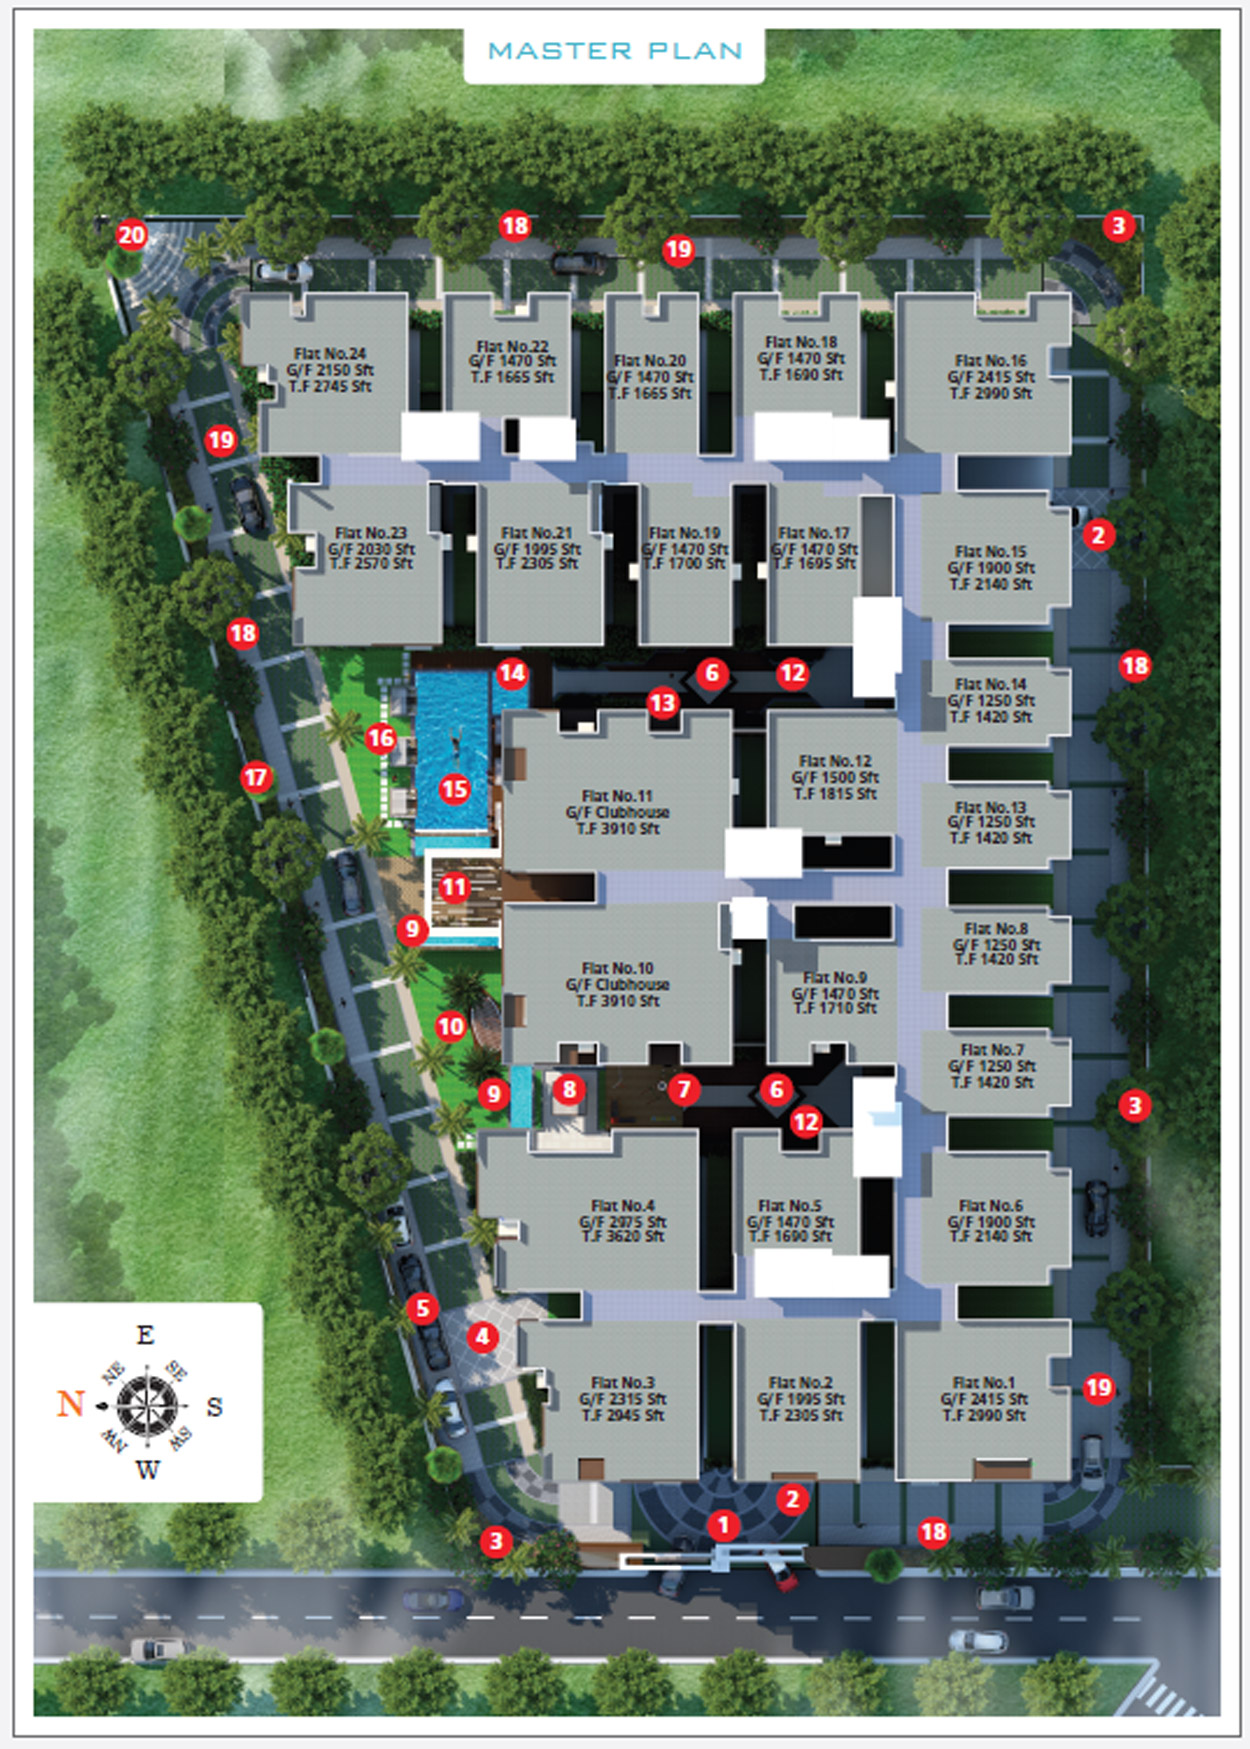 MASTER PLAN
20
18
19
3
Flat No.24
G/F 2150 Sft
T.F 2745 Sft
Flat No.22
G/F 1470 Sft
T.F 1665 Sft
Flat No.20
G/F 1470 Sft
T.F 1665 Sft
Flat No.18
G/F 1470 Sft
T.F 1690 Sft
Flat No.16
G/F 2415 Sft
T.F 2990 Sft
19
Flat No.23
G/F 2030 Sft
T.F 2570 Sft
Flat No.21
G/F 1995 Sft
T.F 2305 Sft
Flat No.19
G/F 1470 Sft
T.F 1700 Sft
Flat No.17
G/F 1470 Sft
T.F 1695 Sft
Flat No.15
G/F 1900 Sft
T.F 2140 Sft
2
18
14
6
12
18
13
Flat No.14
G/F 1250 Sft
T.F 1420 Sft
16
17
15
Flat No.11
G/F Clubhouse
T.F 3910 Sft
Flat No.12
G/F 1500 Sft
T.F 1815 Sft
Flat No.13
G/F 1250 Sft
T.F 1420 Sft
11
9
Flat No.10
G/F Clubhouse
T.F 3910 Sft
Flat No.9
G/F 1470 Sft
T.F 1710 Sft
Flat No.8
G/F 1250 Sft
T.F 1420 Sft
10
Flat No.7
G/F 1250 Sft
T.F 1420 Sft
9
8
7
6
12
3
Flat No.4
G/F 2975 Sft
T.F 3620 Sft
Flat No.5
G/F 1470 Sft
T.F 1690 Sft
Flat No.6
G/F 1900 Sft
T.F 2140 Sft
5
4
Flat No.3
G/F 2315 Sft
T.F 2945 Sft
Flat No.2
G/F 1995 Sft
T.F 2305 Sft
Flat No.1
G/F 2415 Sft
T.F 2990 Sft
19
E
NE
SE
N
S
NW
SW
W
2
1
3
18